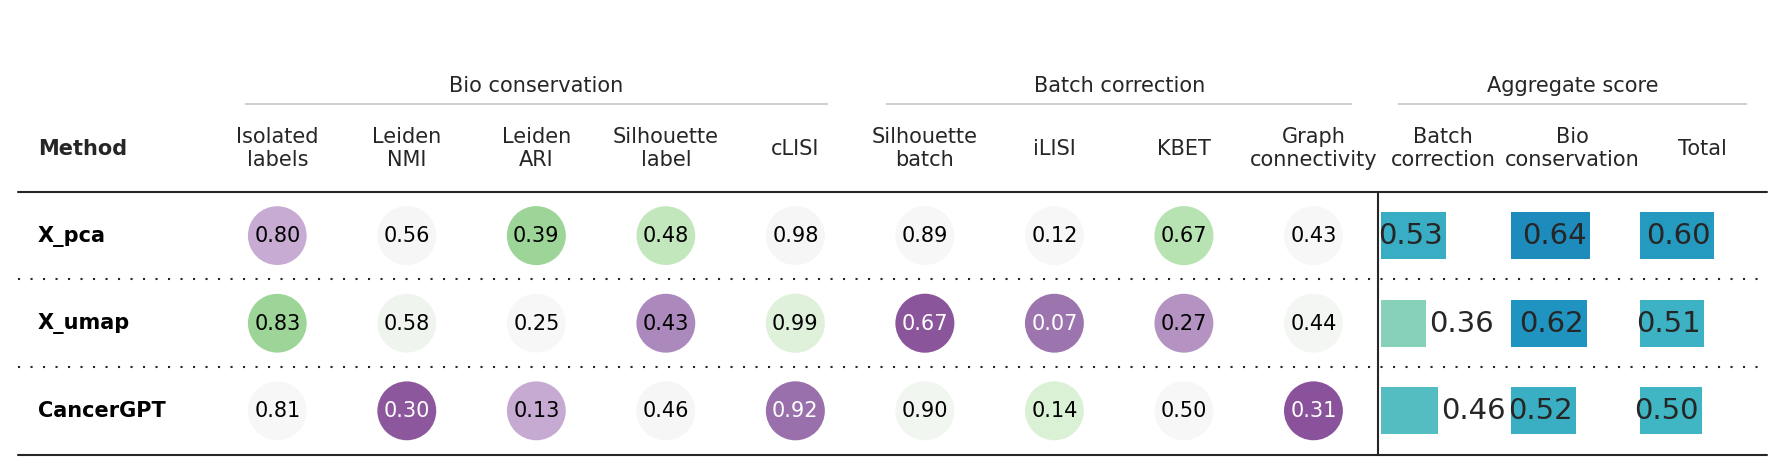 Bio conservation Batch correction Aggregate score
Method Isolated labels Leiden NMI Leiden ARI Silhouette label cLISI Silhouette batch iLISI KBET Graph connectivity Batch correction Bio conservation Total
X_pca 0.80 0.56 0.39 0.48 0.98 0.89 0.12 0.67 0.43 0.53 0.64 0.60
X_umap 0.83 0.58 0.25 0.43 0.99 0.67 0.07 0.27 0.44 0.36 0.62 0.51
CancerGPT 0.81 0.30 0.13 0.46 0.92 0.90 0.14 0.50 0.31 0.46 0.52 0.50